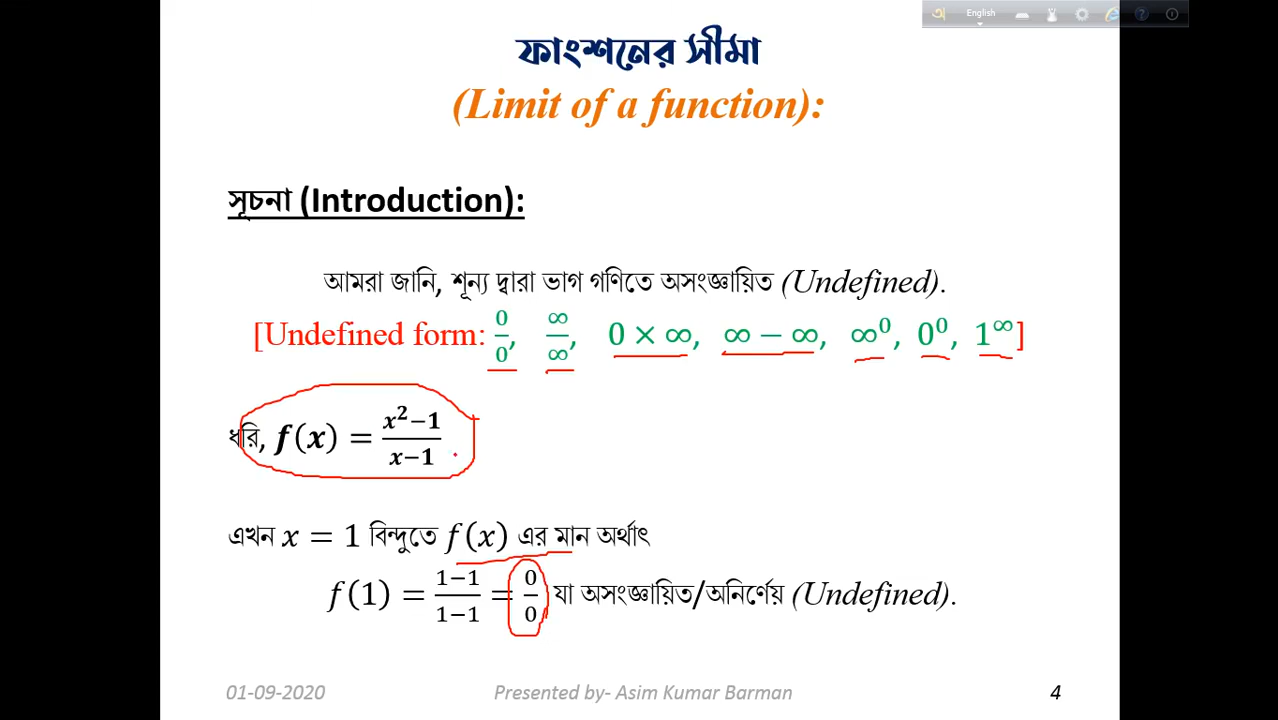 English
ফাংশনের সীমা
(Limit of a function):
সূচনা (Introduction):
আমরা জানি, শূন্য দ্বারা ভাগ গণিতে অসংজ্ঞায়িত (Undefined).
[Undefined form: 0/0, ∞/∞, 0 × ∞, ∞ − ∞, ∞⁰, 0⁰, 1^∞]
ধরি, f(x) = x²−1/x−1
এখন x = 1 বিন্দুতে f(x) এর মান অর্থাৎ
f(1) = 1−1/1−1 = 0/0 যা অসংজ্ঞায়িত/অনির্ণেয় (Undefined).
01-09-2020 Presented by- Asim Kumar Barman 4